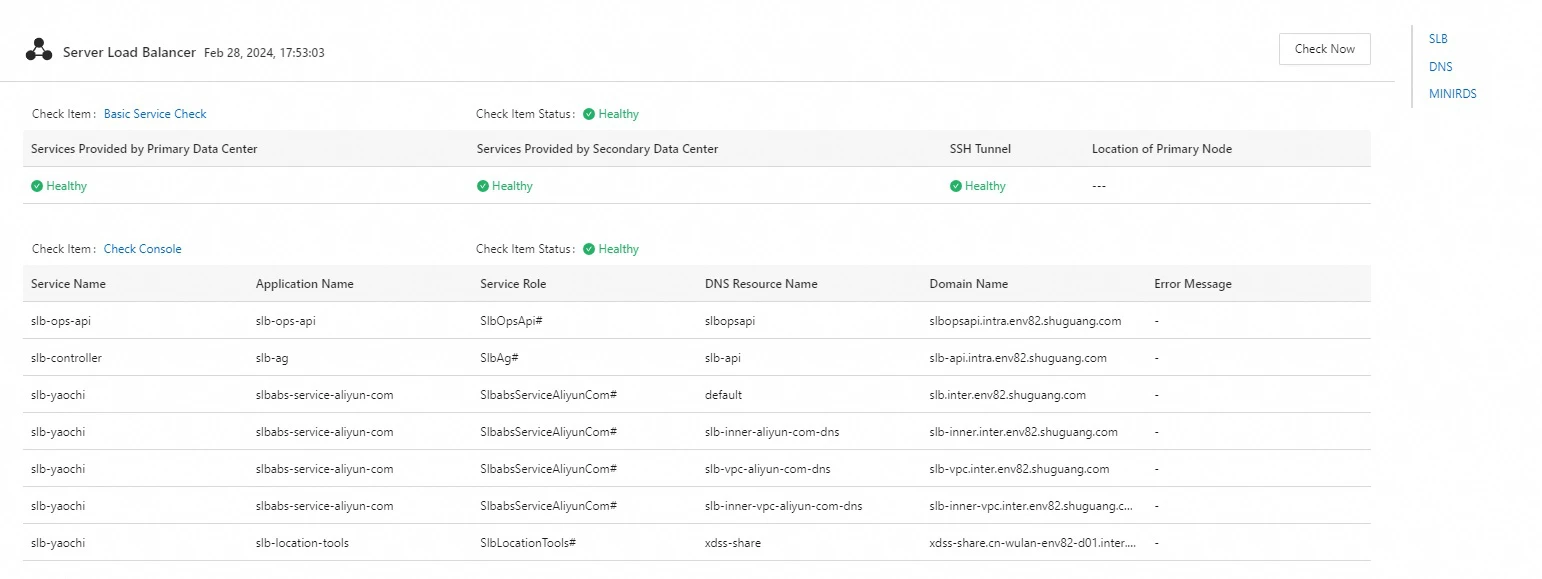 Server Load Balancer Feb 28, 2024, 17:53:03
Check Now
SLB
DNS
MINIRDS
Check Item : Basic Service Check Check Item Status : Healthy
Services Provided by Primary Data Center Services Provided by Secondary Data Center SSH Tunnel Location of Primary Node
Healthy Healthy Healthy ---
Check Item : Check Console Check Item Status : Healthy
Service Name Application Name Service Role DNS Resource Name Domain Name Error Message
slb-ops-api slb-ops-api SlbOpsApi# slbopsapi slbopsapi.intra.env82.shuguang.com -
slb-controller slb-ag SlbAg# slb-api slb-api.intra.env82.shuguang.com -
slb-yaochi slbabs-service-aliyun-com SlbabsServiceAliyunCom# default slb.inter.env82.shuguang.com -
slb-yaochi slbabs-service-aliyun-com SlbabsServiceAliyunCom# slb-inner-aliyun-com-dns slb-inner.inter.env82.shuguang.com -
slb-yaochi slbabs-service-aliyun-com SlbabsServiceAliyunCom# slb-vpc-aliyun-com-dns slb-vpc.inter.env82.shuguang.com -
slb-yaochi slbabs-service-aliyun-com SlbabsServiceAliyunCom# slb-inner-vpc-aliyun-com-dns slb-inner-vpc.inter.env82.shuguang.c... -
slb-yaochi slb-location-tools SlbLocationTools# xdss-share xdss-share.cn-wulan-env82-d01.inter.... -